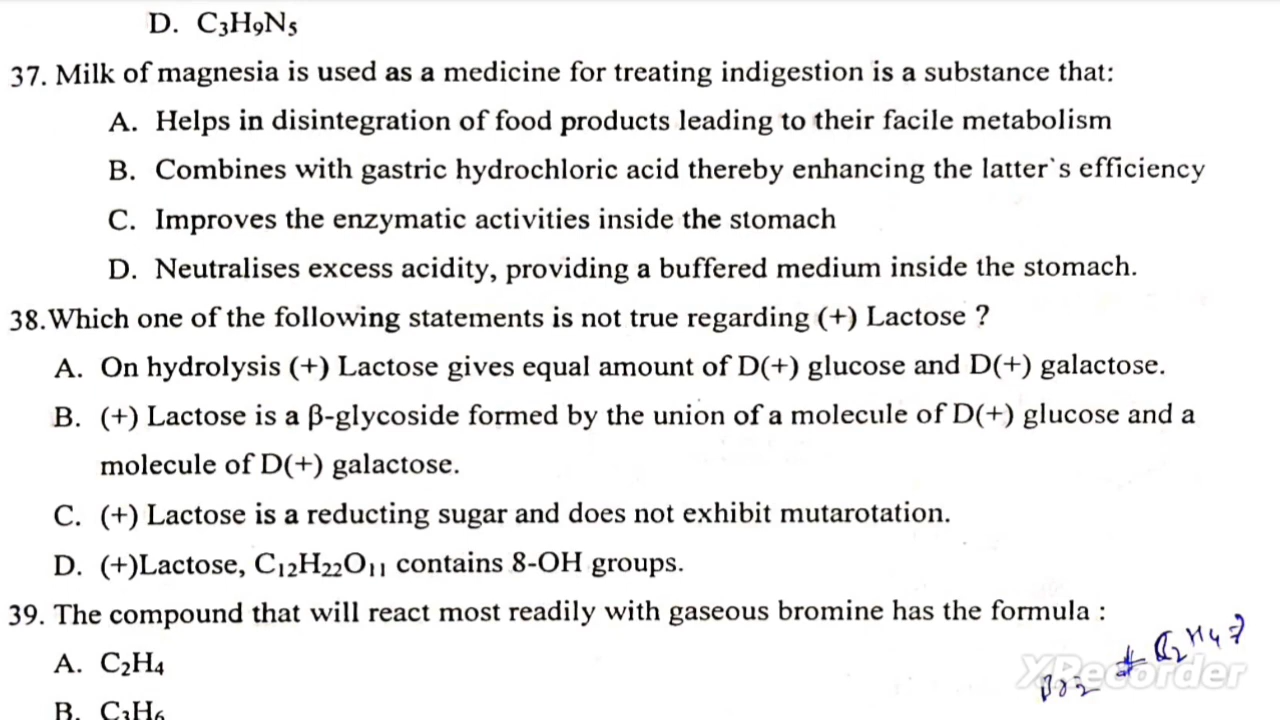 D. C₃H₉N₅
37. Milk of magnesia is used as a medicine for treating indigestion is a substance that:
A. Helps in disintegration of food products leading to their facile metabolism
B. Combines with gastric hydrochloric acid thereby enhancing the latter`s efficiency
C. Improves the enzymatic activities inside the stomach
D. Neutralises excess acidity, providing a buffered medium inside the stomach.
38. Which one of the following statements is not true regarding (+) Lactose ?
A. On hydrolysis (+) Lactose gives equal amount of D(+) glucose and D(+) galactose.
B. (+) Lactose is a β-glycoside formed by the union of a molecule of D(+) glucose and a
molecule of D(+) galactose.
C. (+) Lactose is a reducting sugar and does not exhibit mutarotation.
D. (+)Lactose, C₁₂H₂₂O₁₁ contains 8-OH groups.
39. The compound that will react most readily with gaseous bromine has the formula :
A. C₂H₄
Br₂ + C₂H₄ →
XRecorder
B. C₃H₆